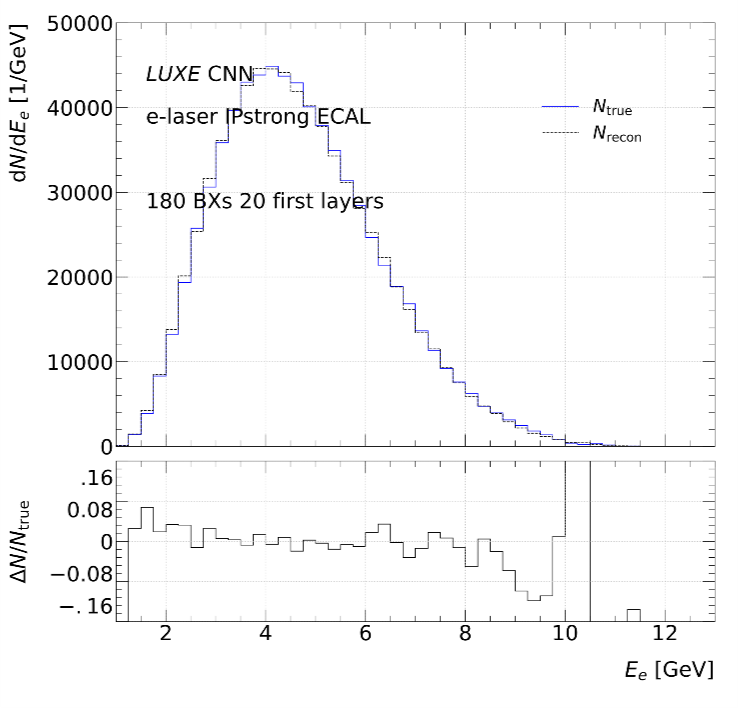 50000
40000
30000
20000
10000
0
dN/dE_e [1/GeV]
LUXE CNN
e-laser IPstrong ECAL
180 BXs 20 first layers
N_true
N_recon
.16
0.08
0
−0.08
−.16
ΔN/N_true
2 4 6 8 10 12
E_e [GeV]